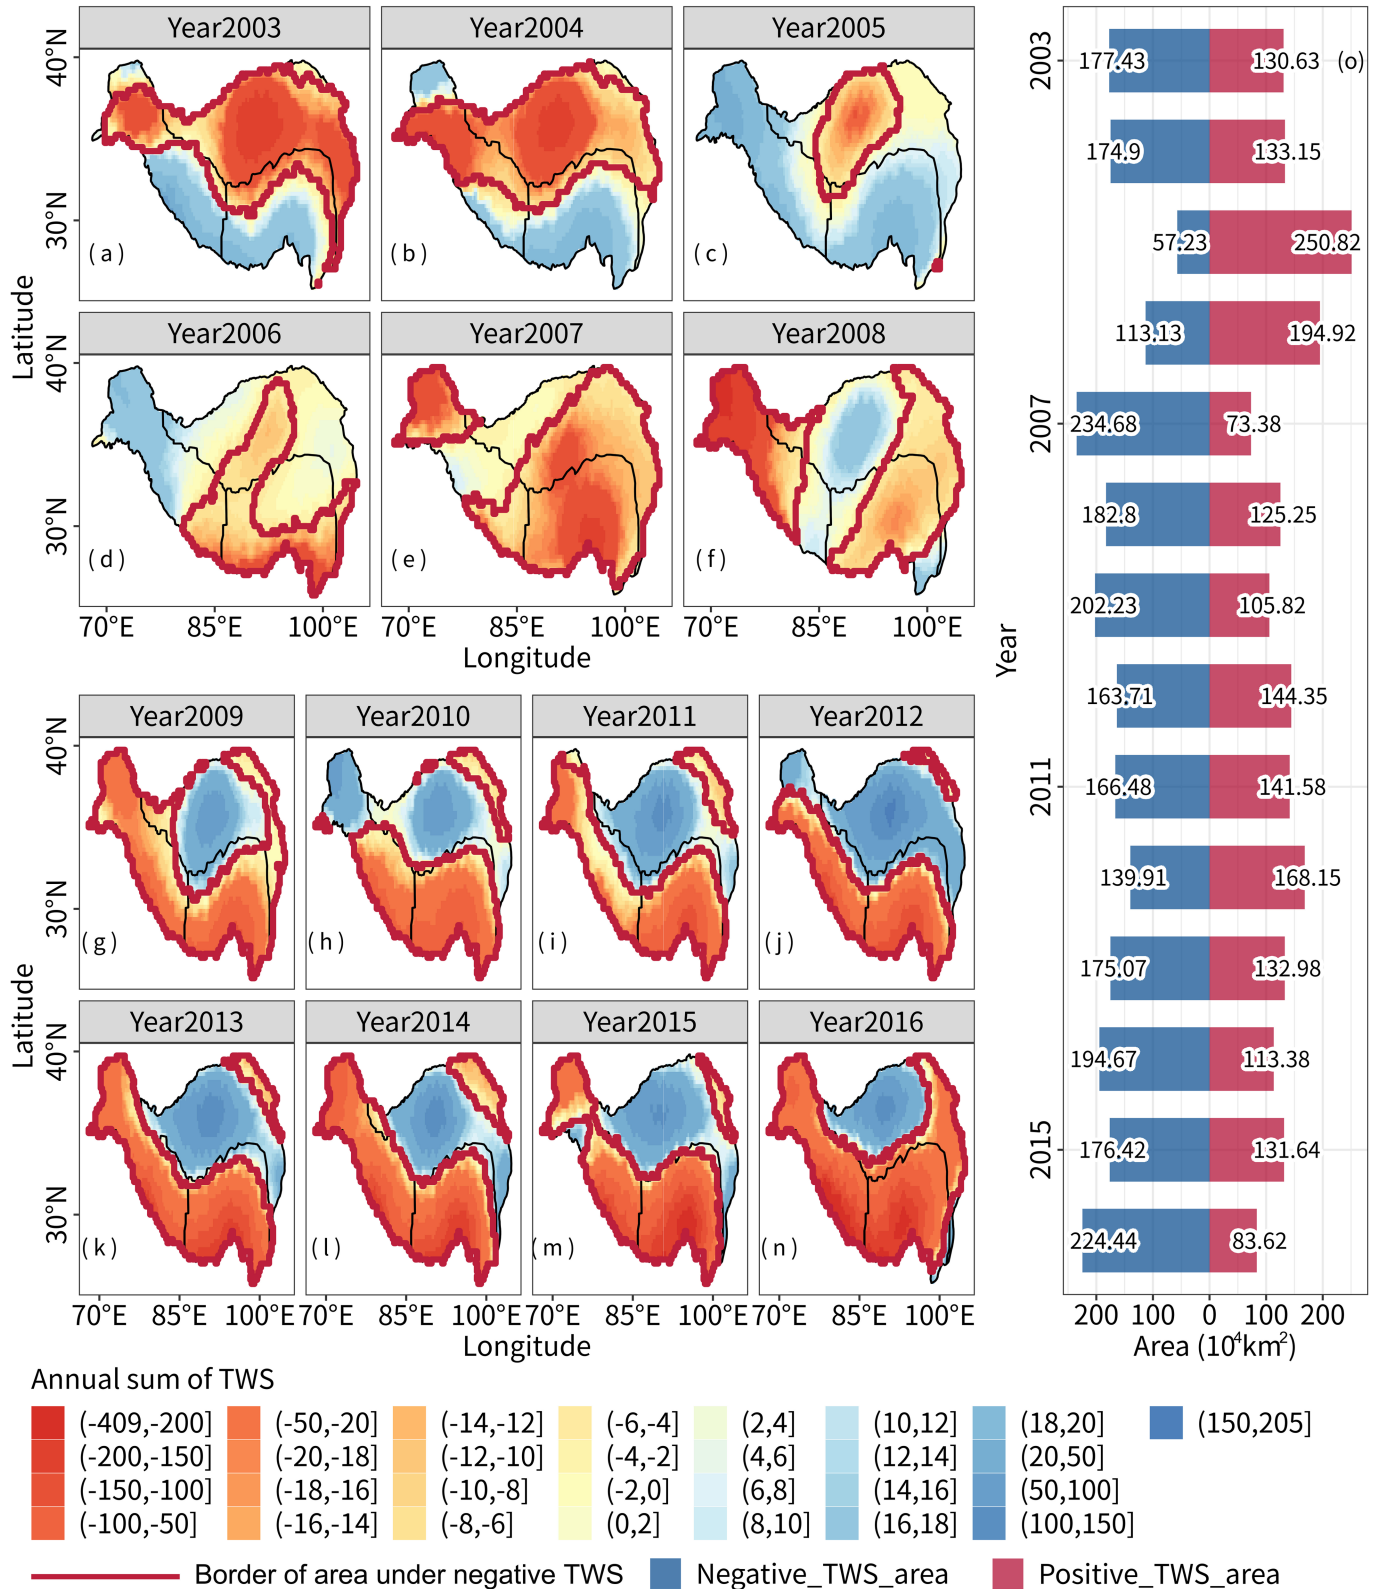 Year2003
Year2004
Year2005
40°N
30°N
(a)
(b)
(c)
Latitude
Year2006
Year2007
Year2008
40°N
30°N
(d)
(e)
(f)
70°E 85°E 100°E 70°E 85°E 100°E 70°E 85°E 100°E
Longitude
Year2009
Year2010
Year2011
Year2012
40°N
30°N
(g)
(h)
(i)
(j)
Latitude
Year2013
Year2014
Year2015
Year2016
40°N
30°N
(k)
(l)
(m)
(n)
70°E 85°E 100°E 70°E 85°E 100°E 70°E 85°E 100°E 70°E 85°E
Longitude
2003
177.43 130.63 (o)
174.9 133.15
57.23 250.82
113.13 194.92
2007
234.68 73.38
182.8 125.25
202.23 105.82
Year
163.71 144.35
2011
166.48 141.58
139.91 168.15
175.07 132.98
194.67 113.38
2015
176.42 131.64
224.44 83.62
200 100 0 100 200
Area (10⁴km²)
Annual sum of TWS
(-409,-200] (-50,-20] (-14,-12] (-6,-4] (2,4] (10,12] (18,20] (150,205]
(-200,-150] (-20,-18] (-12,-10] (-4,-2] (4,6] (12,14] (20,50]
(-150,-100] (-18,-16] (-10,-8] (-2,0] (6,8] (14,16] (50,100]
(-100,-50] (-16,-14] (-8,-6] (0,2] (8,10] (16,18] (100,150]
Border of area under negative TWS Negative_TWS_area Positive_TWS_area